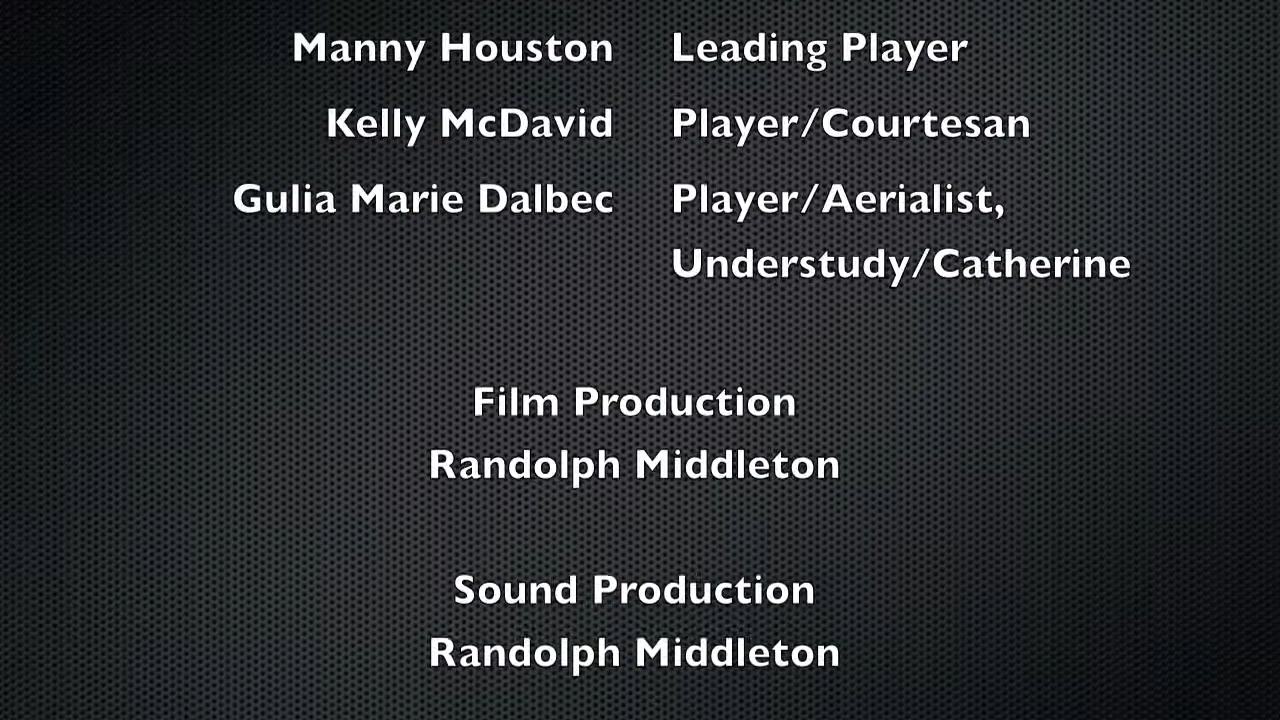 Manny Houston Leading Player
Kelly McDavid Player/Courtesan
Gulia Marie Dalbec Player/Aerialist,
Understudy/Catherine
Film Production
Randolph Middleton
Sound Production
Randolph Middleton